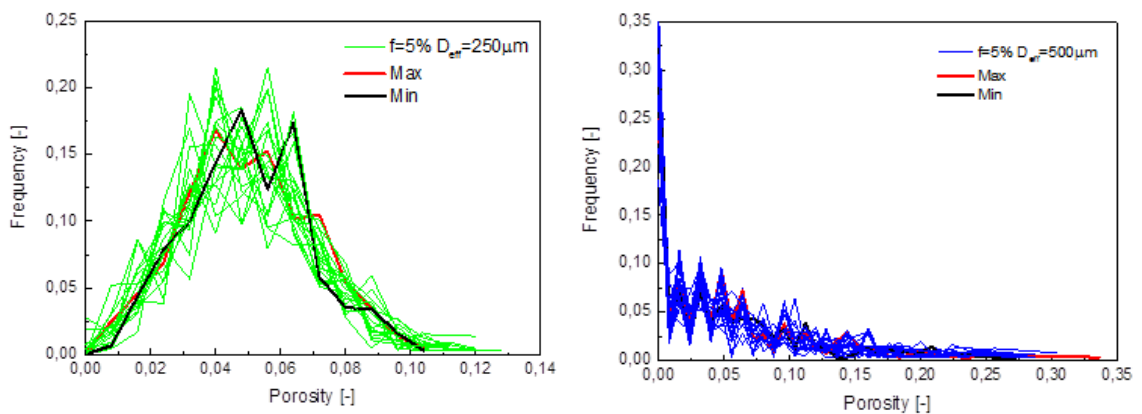 0,25
0,20
0,15
0,10
0,05
0,00
Frequency [-]
f=5% D_eff=250μm
Max
Min
0,00 0,02 0,04 0,06 0,08 0,10 0,12 0,14
Porosity [-]
0,35
0,30
0,25
0,20
0,15
0,10
0,05
0,00
Frequency [-]
f=5% D_eff=500μm
Max
Min
0,00 0,05 0,10 0,15 0,20 0,25 0,30 0,35
Porosity [-]